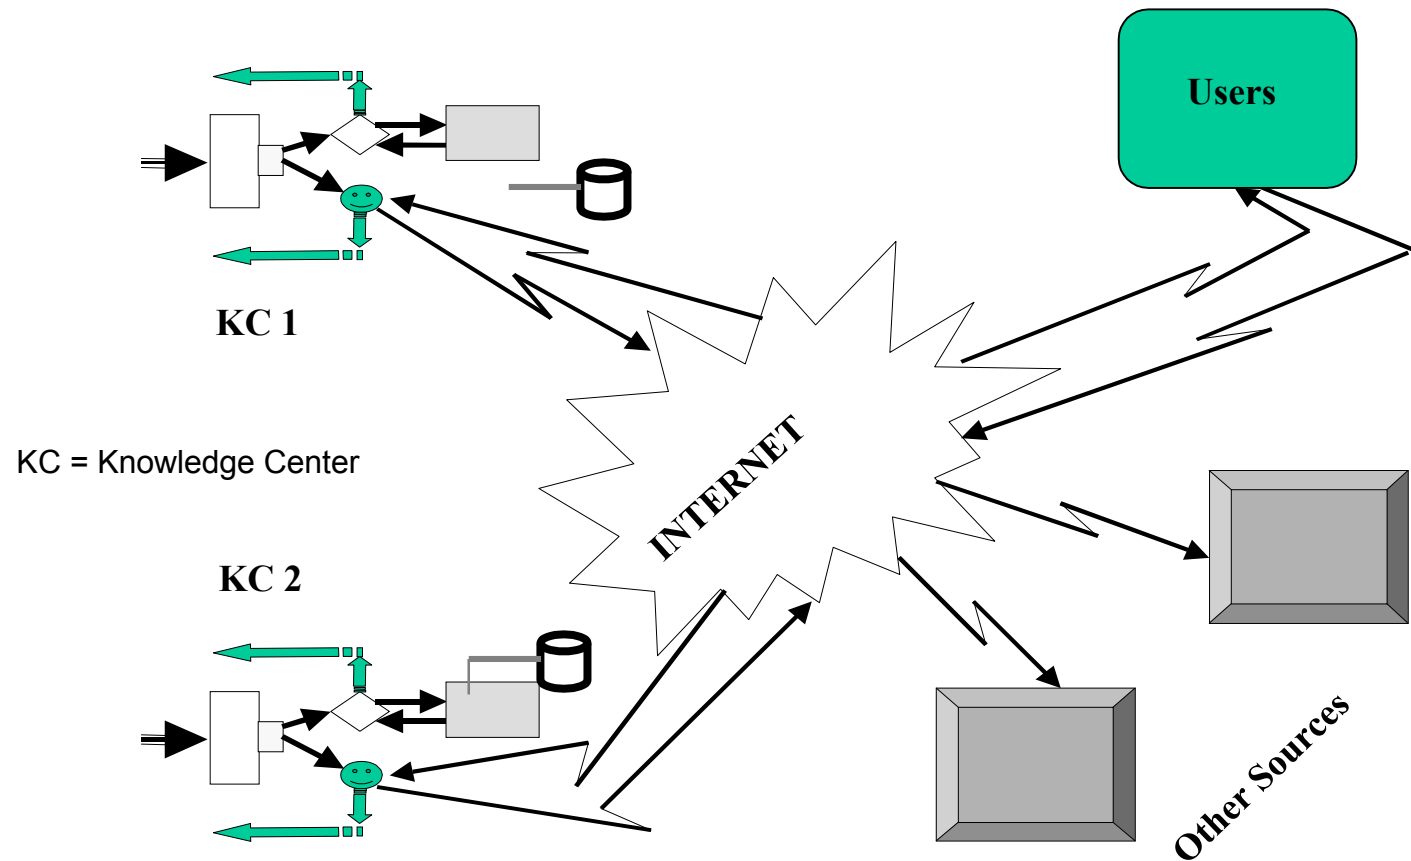 Users
KC 1
INTERNET
KC = Knowledge Center
KC 2
Other Sources